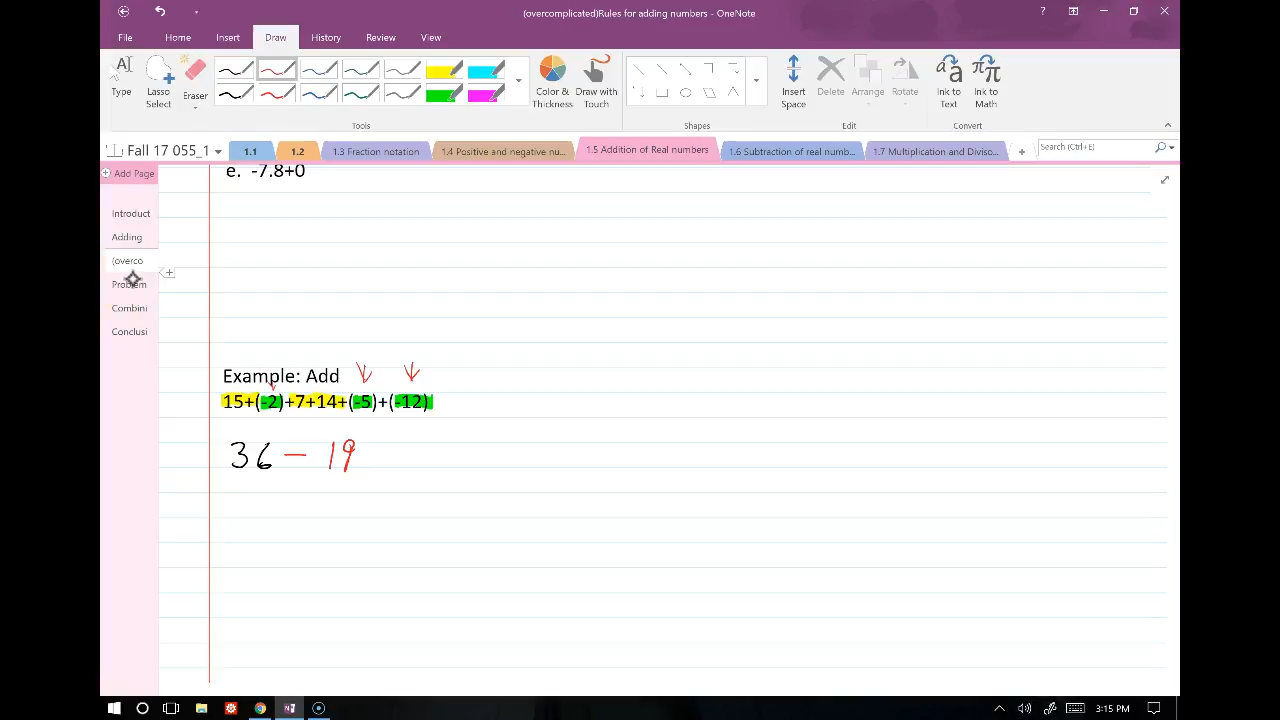 (overcomplicated)Rules for adding numbers - OneNote
File Home Insert Draw History Review View
Type
Lasso Select
Eraser
Color & Thickness
Draw with Touch
Insert Space
Delete
Arrange
Rotate
Ink to Text
Ink to Math
Tools Shapes Edit Convert
Fall 17 055_1 1.1 1.2 1.3 Fraction notation 1.4 Positive and negative nu... 1.5 Addition of Real numbers 1.6 Subtraction of real numb... 1.7 Multiplication and Diviso... Search (Ctrl+E)
Add Page
Introduct
Adding
(overco
Problem
Combini
Conclusi
e. -7.8+0
Example: Add
15+(-2)+7+14+(-5)+(-12)
36 - 19
3:15 PM